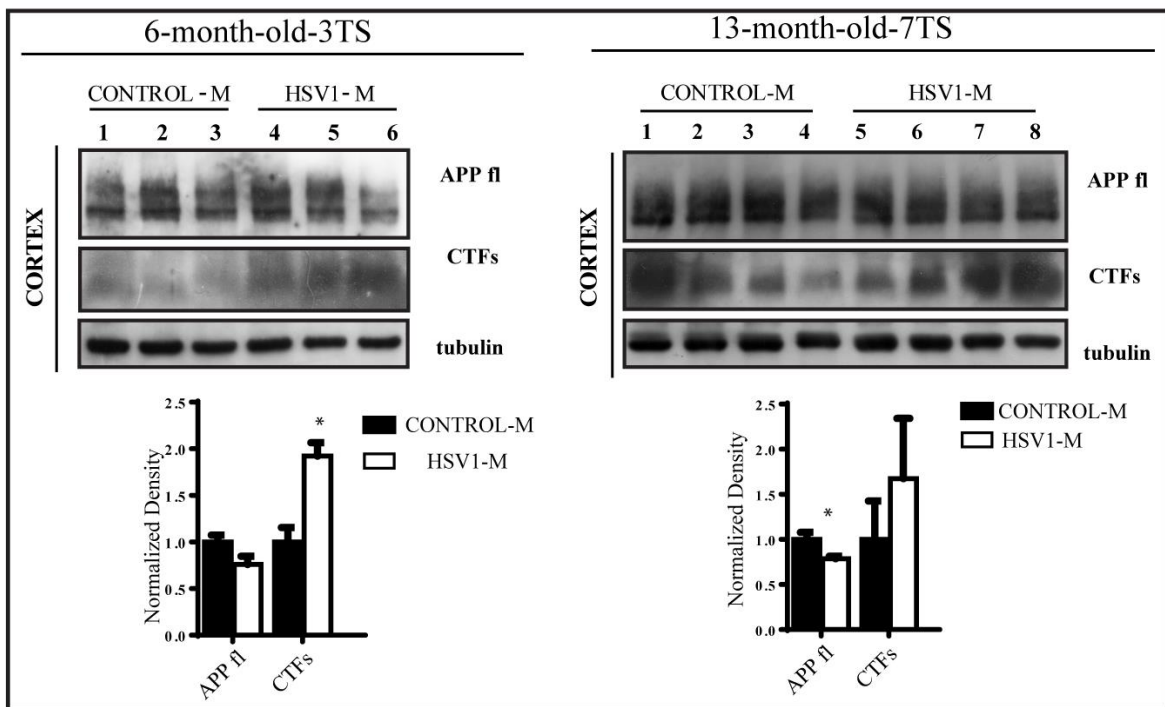 6-month-old-3TS
CONTROL - M HSV1- M
1 2 3 4 5 6
CORTEX
APP fl
CTFs
tubulin
2.5
2.0
1.5
1.0
0.5
0.0
Normalized Density
*
CONTROL-M
HSV1-M
APP fl
CTFs
13-month-old-7TS
CONTROL-M HSV1-M
1 2 3 4 5 6 7 8
CORTEX
APP fl
CTFs
tubulin
2.5
2.0
1.5
1.0
0.5
0.0
Normalized Density
*
CONTROL-M
HSV1-M
APP fl
CTFs